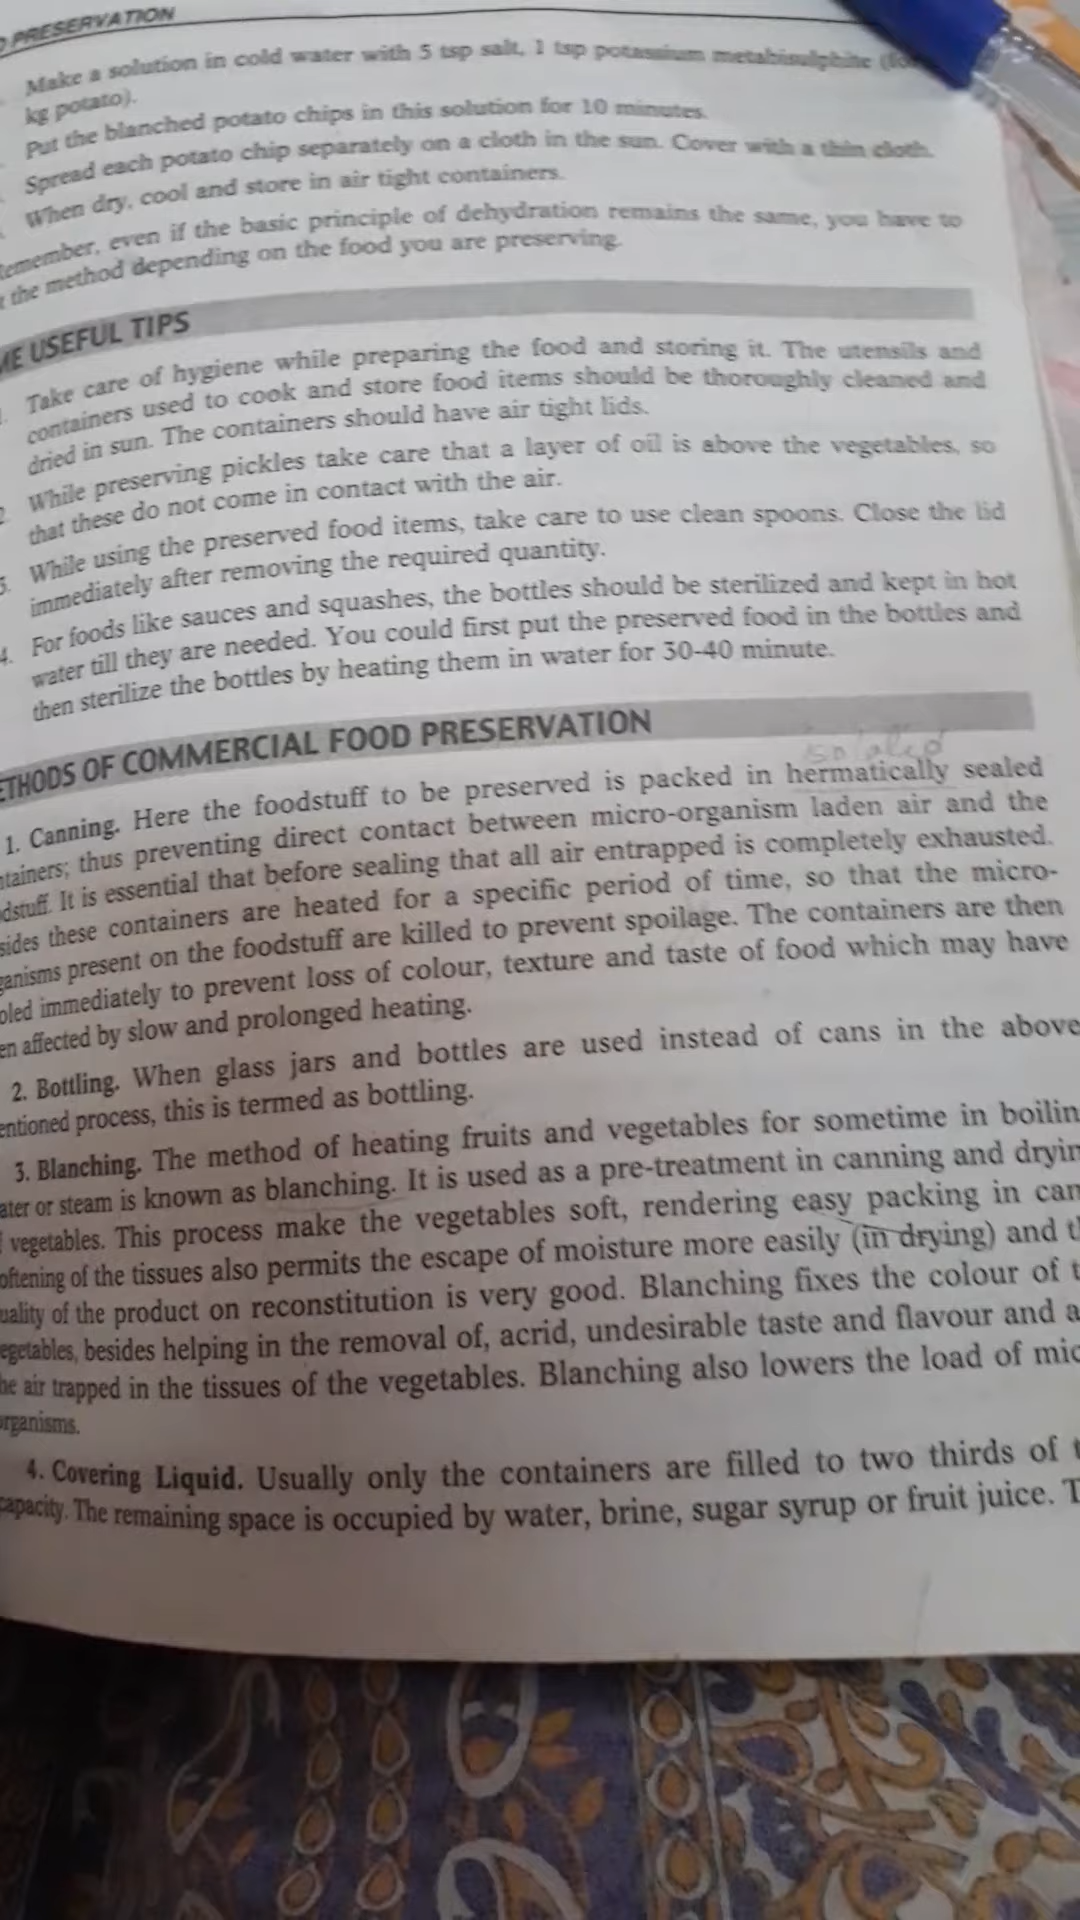 PRESERVATION
Make a solution in cold water with 5 tsp salt, 1 tsp potassium metabisulphite
kg potato).
Put the blanched potato chips in this solution for 10 minutes.
Spread each potato chip separately on a cloth in the sun. Cover with a thin cloth.
When dry, cool and store in air tight containers.
emember, even if the basic principle of dehydration remains the same, you have to
the method depending on the food you are preserving.
ME USEFUL TIPS
Take care of hygiene while preparing the food and storing it. The utensils and
containers used to cook and store food items should be thoroughly cleaned and
dried in sun. The containers should have air tight lids.
While preserving pickles take care that a layer of oil is above the vegetables, so
that these do not come in contact with the air.
3. While using the preserved food items, take care to use clean spoons. Close the lid
immediately after removing the required quantity.
4. For foods like sauces and squashes, the bottles should be sterilized and kept in hot
water till they are needed. You could first put the preserved food in the bottles and
then sterilize the bottles by heating them in water for 30-40 minute.
ETHODS OF COMMERCIAL FOOD PRESERVATION
1. Canning. Here the foodstuff to be preserved is packed in hermatically sealed
ntainers; thus preventing direct contact between micro-organism laden air and the
odstuff. It is essential that before sealing that all air entrapped is completely exhausted.
sides these containers are heated for a specific period of time, so that the micro-
ganisms present on the foodstuff are killed to prevent spoilage. The containers are then
oled immediately to prevent loss of colour, texture and taste of food which may have
en affected by slow and prolonged heating.
2. Bottling. When glass jars and bottles are used instead of cans in the above
entioned process, this is termed as bottling.
3. Blanching. The method of heating fruits and vegetables for sometime in boilin
ater or steam is known as blanching. It is used as a pre-treatment in canning and dryin
vegetables. This process make the vegetables soft, rendering easy packing in can
oftening of the tissues also permits the escape of moisture more easily (in drying) and t
uality of the product on reconstitution is very good. Blanching fixes the colour of t
egetables, besides helping in the removal of, acrid, undesirable taste and flavour and a
he air trapped in the tissues of the vegetables. Blanching also lowers the load of mic
organisms.
4. Covering Liquid. Usually only the containers are filled to two thirds of t
capacity. The remaining space is occupied by water, brine, sugar syrup or fruit juice. T